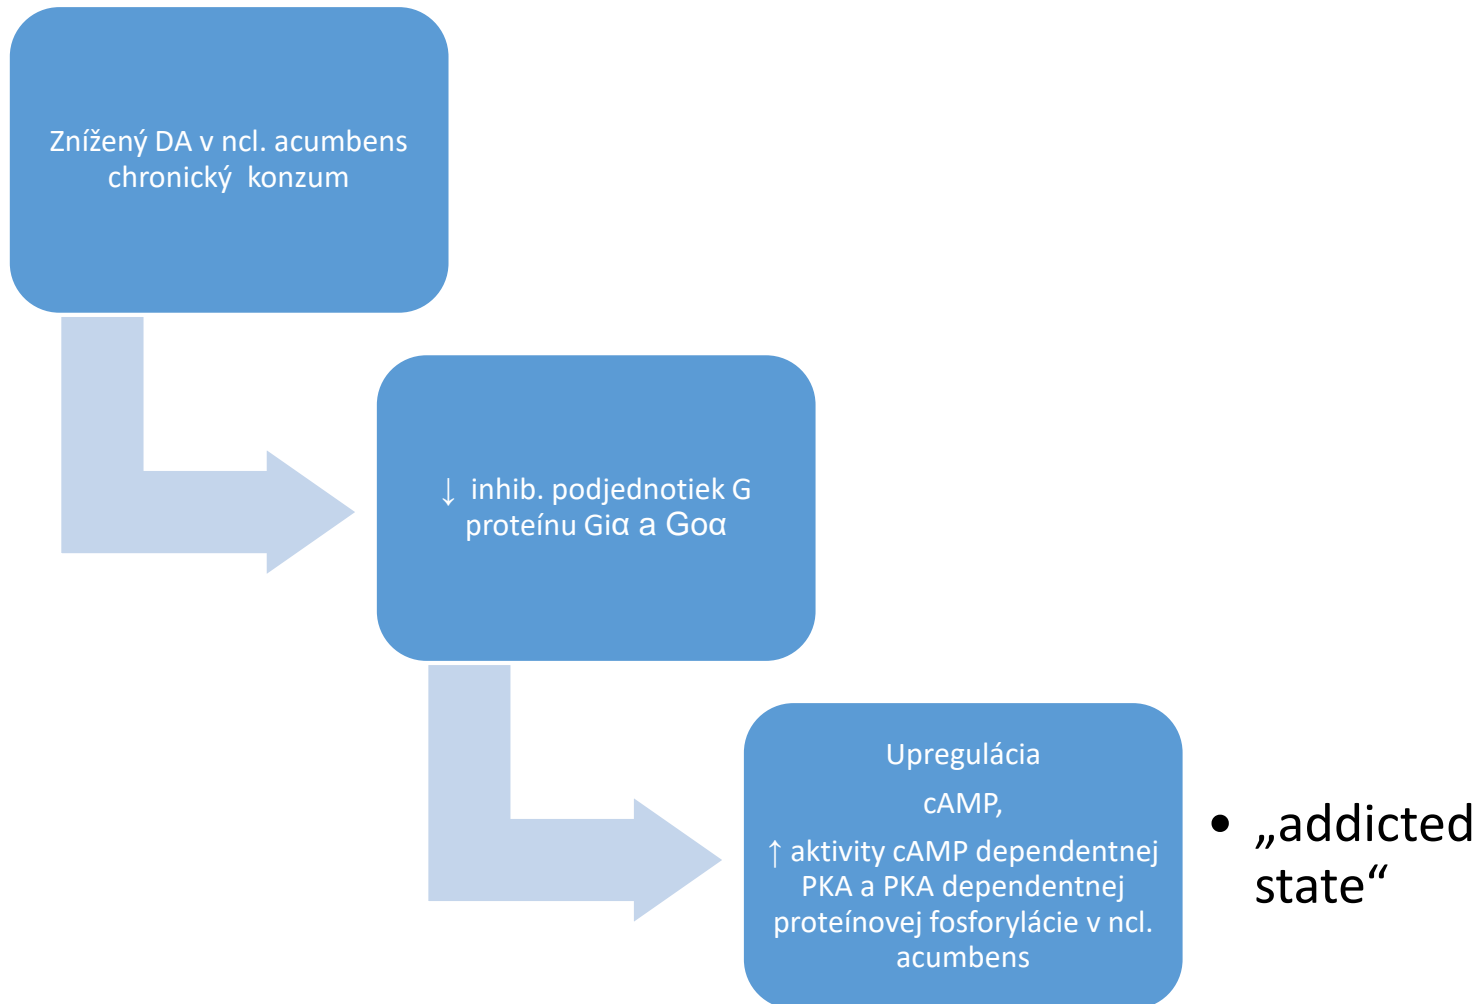 Znížený DA v ncl. acumbens
chronický konzum
↓ inhib. podjednotiek G
proteínu Giα a Goα
Upregulácia
cAMP,
↑ aktivity cAMP dependentnej
PKA a PKA dependentnej
proteínovej fosforylácie v ncl.
acumbens
• „addicted
state“